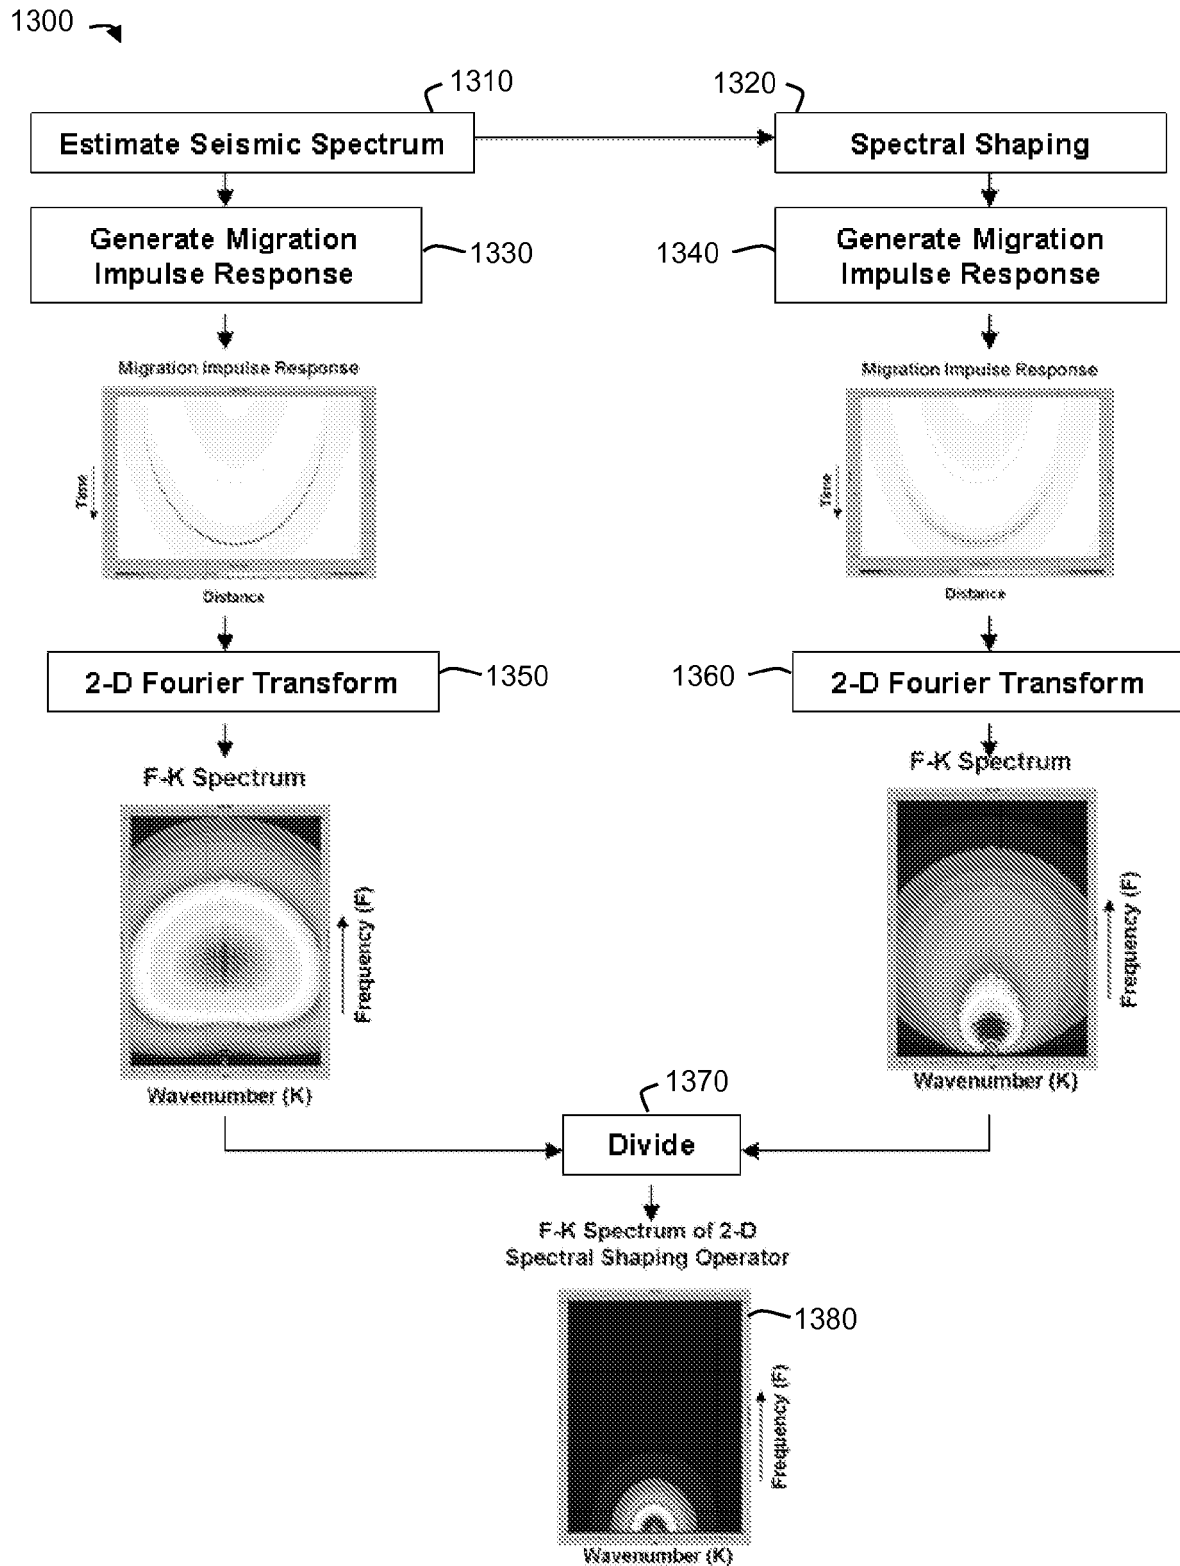 1300
1310
1320
Estimate Seismic Spectrum
Spectral Shaping
Generate Migration
Impulse Response
1330
1340
Generate Migration
Impulse Response
Migration Impulse Response
Time
Distance
Migration Impulse Response
Time
Distance
2-D Fourier Transform
1350
1360
2-D Fourier Transform
F-K Spectrum
Frequency (F)
Wavenumber (K)
F-K Spectrum
Frequency (F)
Wavenumber (K)
1370
Divide
F-K Spectrum of 2-D
Spectral Shaping Operator
1380
Frequency (F)
Wavenumber (K)